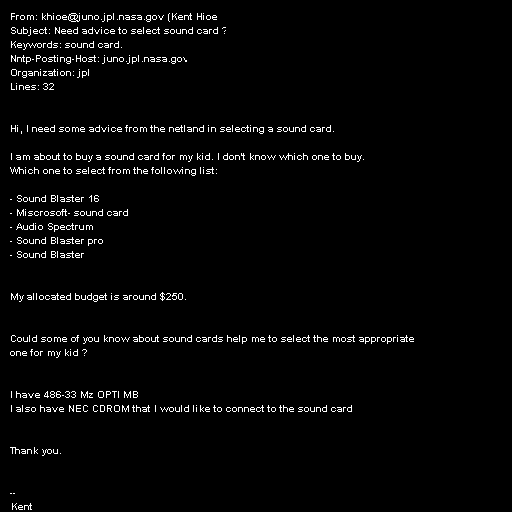 From: khioe@juno.jpl.nasa.gov (Kent Hioe
Subject: Need advice to select sound card ?
Keywords: sound card.
Nntp-Posting-Host: juno.jpl.nasa.gov.
Organization: jpl
Lines: 32
Hi, I need some advice from the netland in selecting a sound card.
I am about to buy a sound card for my kid. I don't know which one to buy.
Which one to select from the following list:
- Sound Blaster 16
- Miscrosoft- sound card
- Audio Spectrum
- Sound Blaster pro
- Sound Blaster
My allocated budget is around $250.
Could some of you know about sound cards help me to select the most appropriate
one for my kid ?
I have 486-33 Mz OPTI MB
I also have NEC CDROM that I would like to connect to the sound card
Thank you.
--
Kent